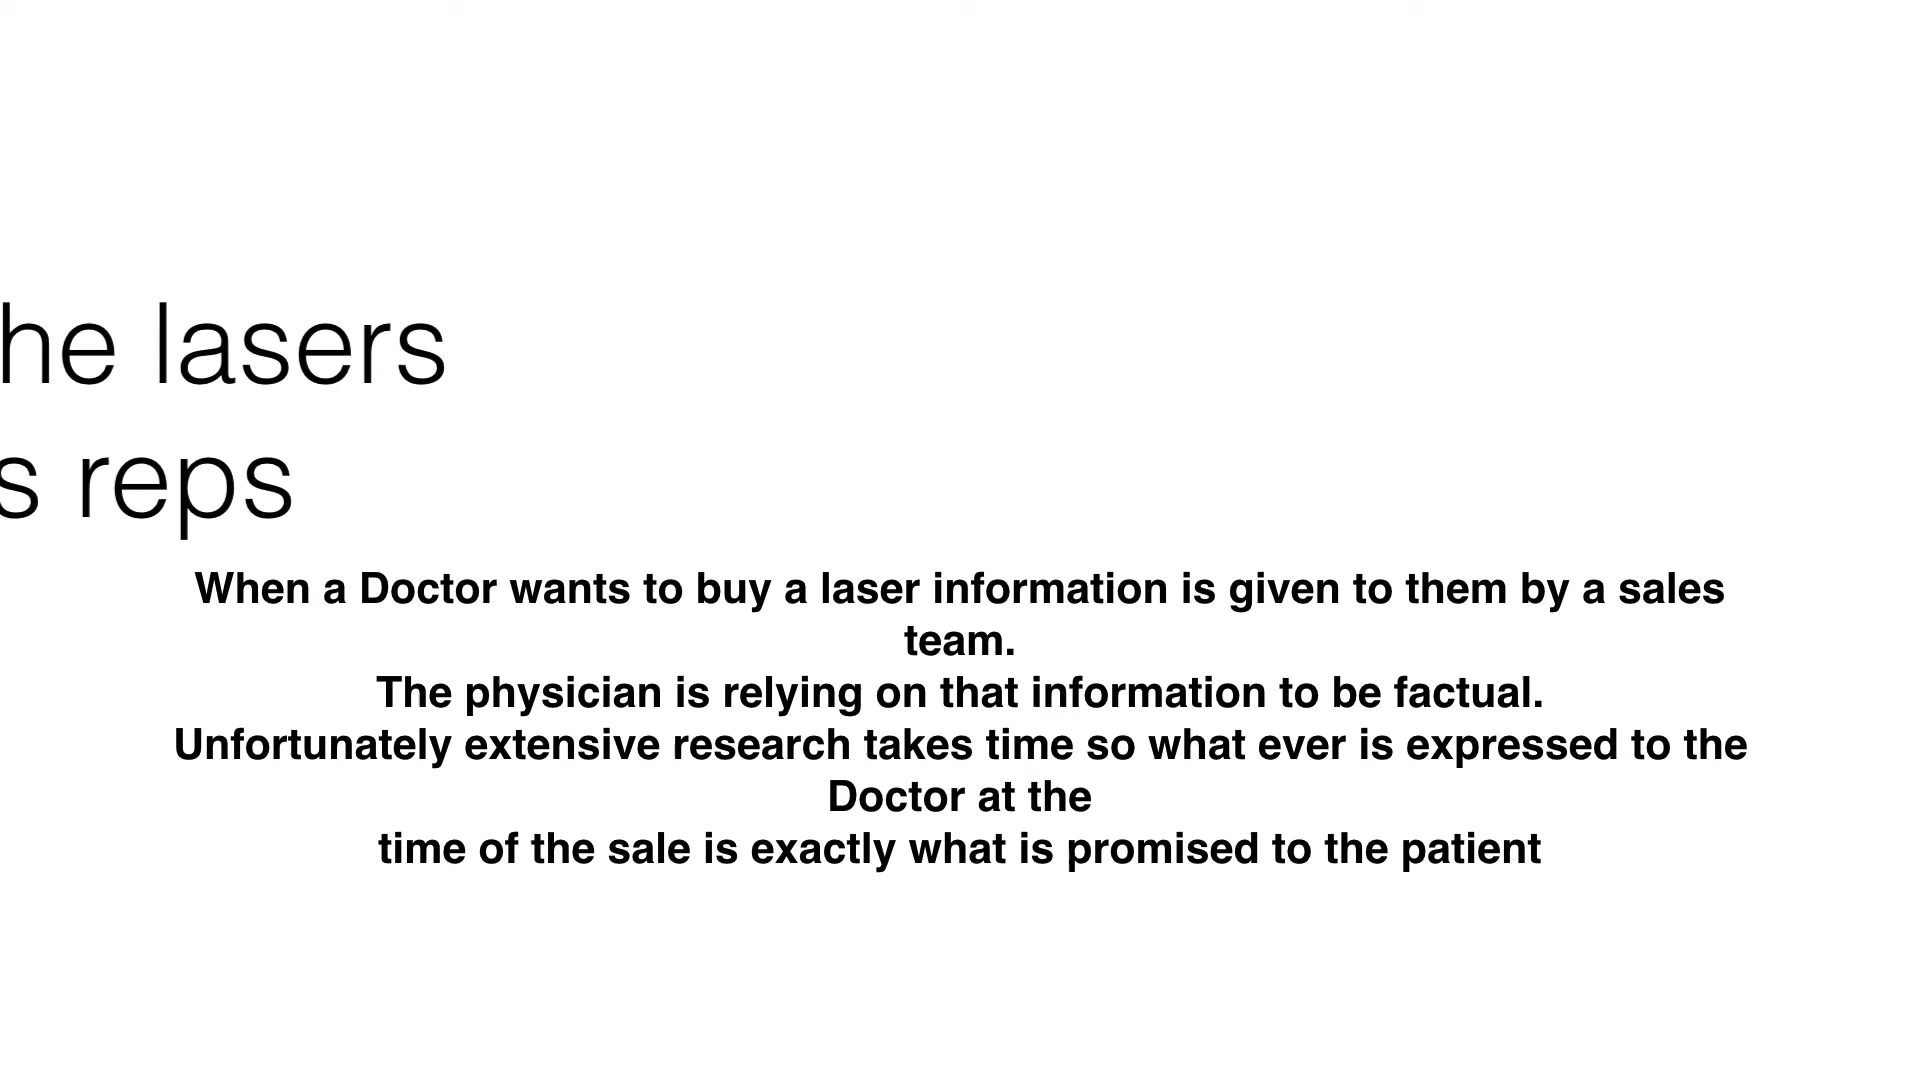 he lasers
s reps
When a Doctor wants to buy a laser information is given to them by a sales
team.
The physician is relying on that information to be factual.
Unfortunately extensive research takes time so what ever is expressed to the
Doctor at the
time of the sale is exactly what is promised to the patient